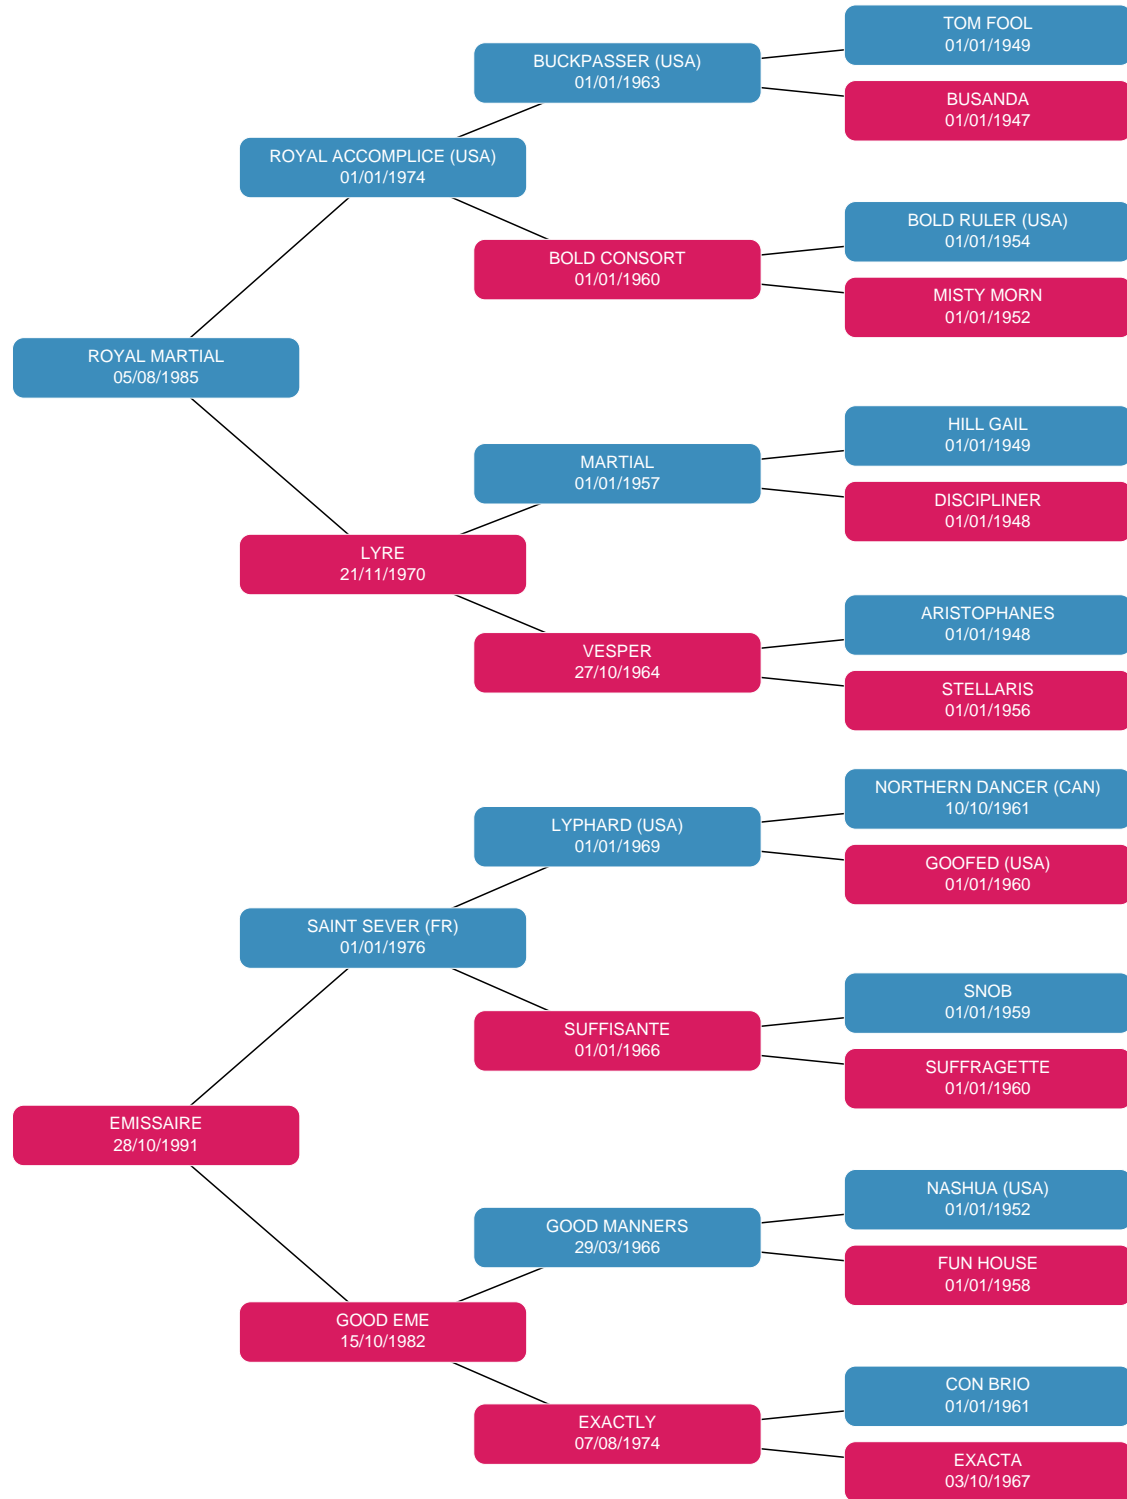 TOM FOOL
01/01/1949
BUCKPASSER (USA)
01/01/1963
BUSANDA
01/01/1947
ROYAL ACCOMPLICE (USA)
01/01/1974
BOLD RULER (USA)
01/01/1954
BOLD CONSORT
01/01/1960
MISTY MORN
01/01/1952
ROYAL MARTIAL
05/08/1985
HILL GAIL
01/01/1949
MARTIAL
01/01/1957
DISCIPLINER
01/01/1948
LYRE
21/11/1970
ARISTOPHANES
01/01/1948
VESPER
27/10/1964
STELLARIS
01/01/1956
NORTHERN DANCER (CAN)
10/10/1961
LYPHARD (USA)
01/01/1969
GOOFED (USA)
01/01/1960
SAINT SEVER (FR)
01/01/1976
SNOB
01/01/1959
SUFFISANTE
01/01/1966
SUFFRAGETTE
01/01/1960
EMISSAIRE
28/10/1991
NASHUA (USA)
01/01/1952
GOOD MANNERS
29/03/1966
FUN HOUSE
01/01/1958
GOOD EME
15/10/1982
CON BRIO
01/01/1961
EXACTLY
07/08/1974
EXACTA
03/10/1967